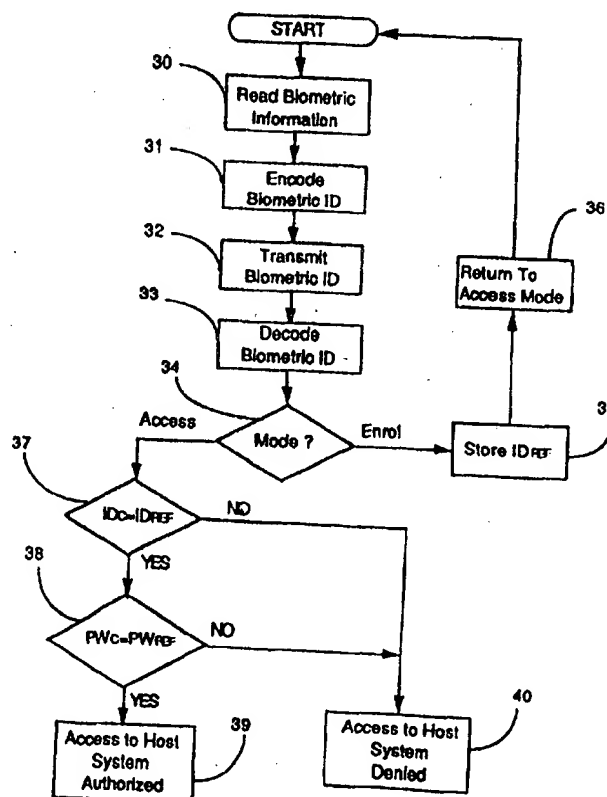 START
30
Read Biometric
Information
31
Encode
Biometric ID
32
Transmit
Biometric ID
33
Decode
Biometric ID
34
Mode ?
Access
Enrol
Store IDREF
3
36
Return To
Access Mode
37
IDC=IDREF
NO
YES
38
PWC=PWREF
NO
YES
39
Access to Host
System
Authorized
40
Access to Host
System
Denied